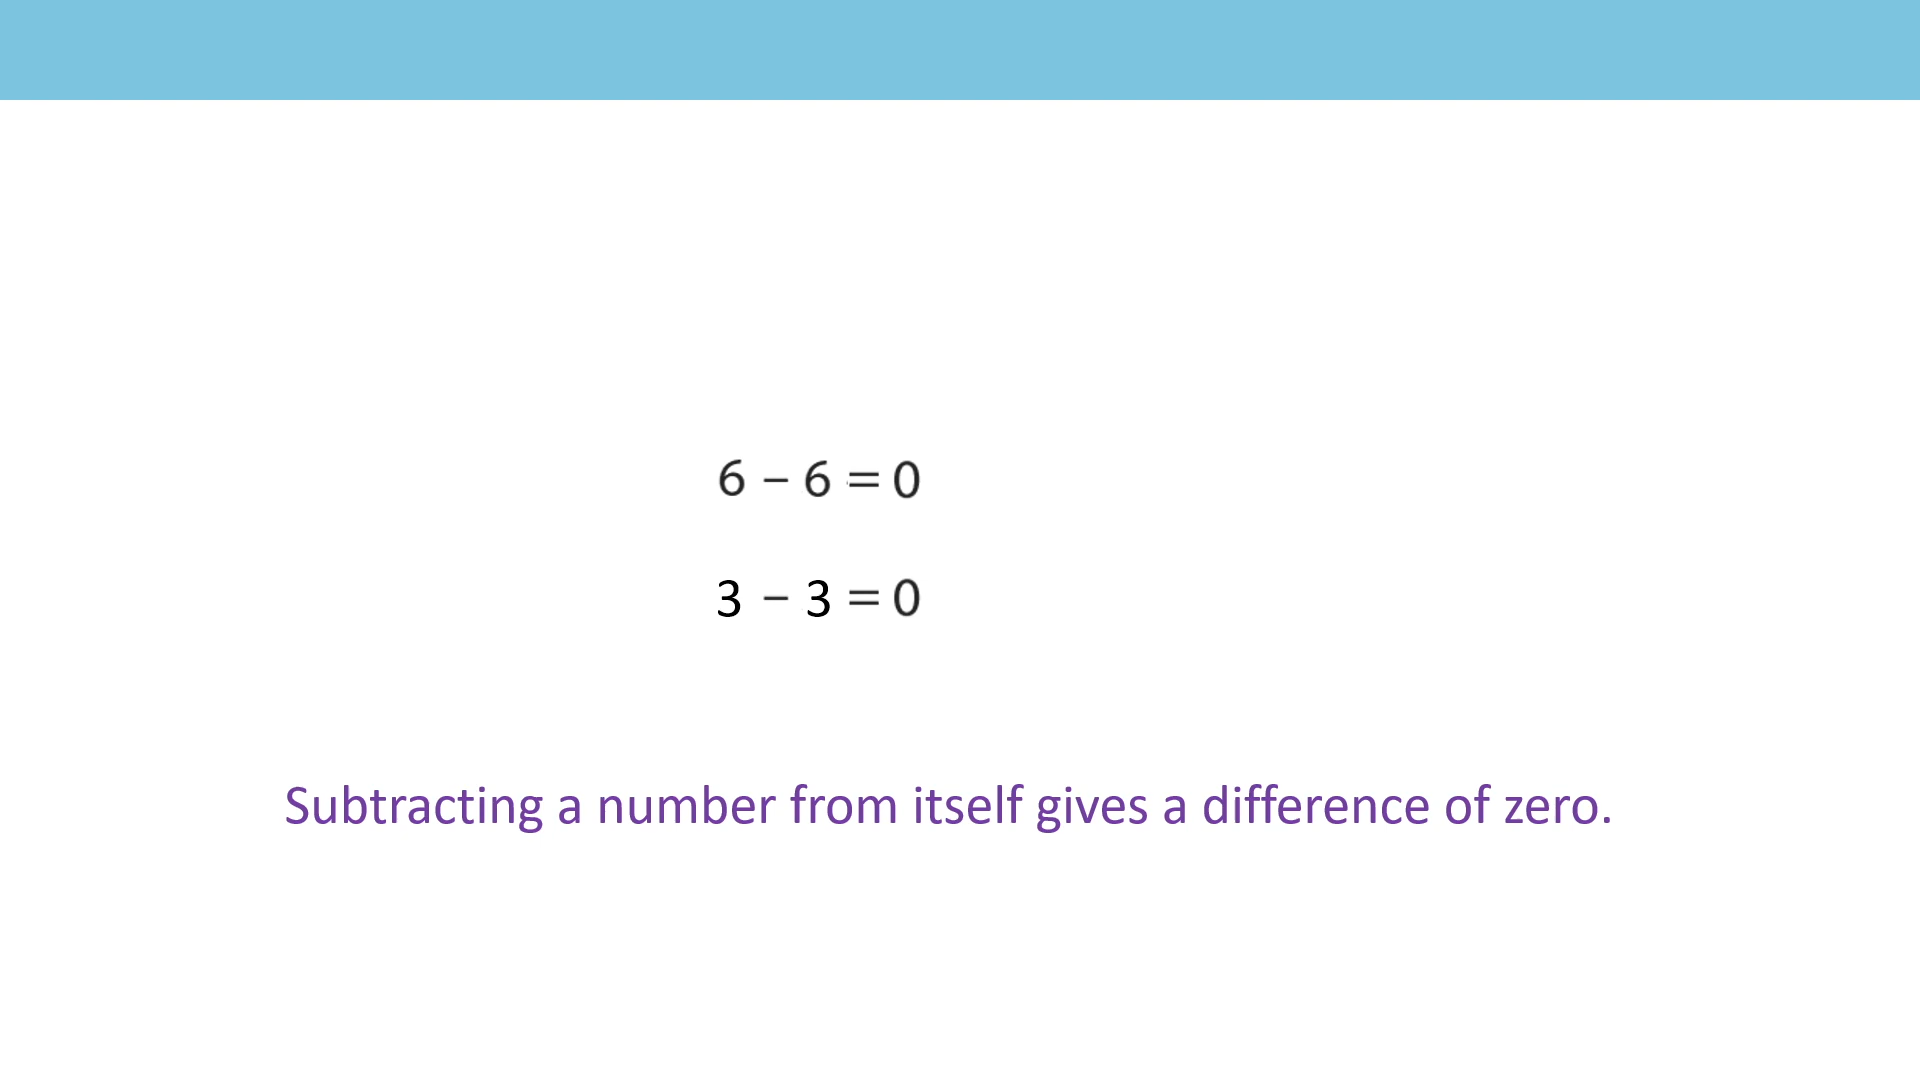 6 – 6 = 0
3 – 3 = 0
Subtracting a number from itself gives a difference of zero.